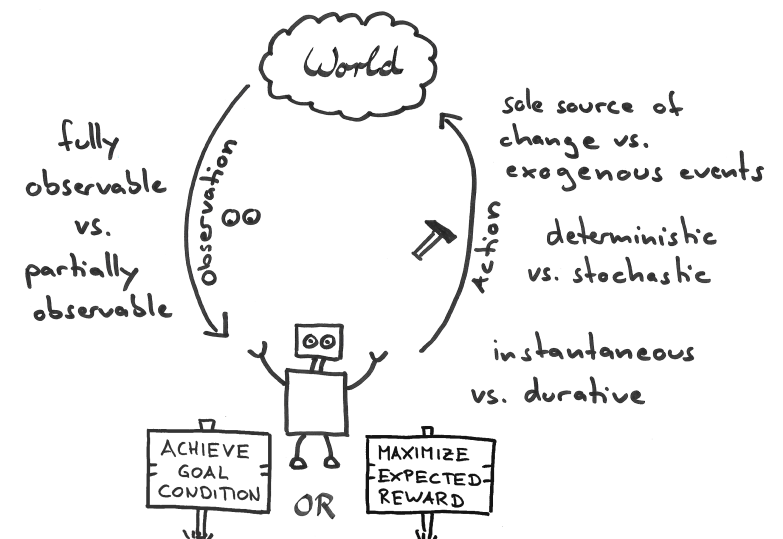 World
fully
observable
vs.
partially
observable
Observation
Action
sole source of
change vs.
exogenous events
deterministic
vs. stochastic
instantaneous
vs. durative
ACHIEVE
GOAL
CONDITION
OR
MAXIMIZE
EXPECTED
REWARD